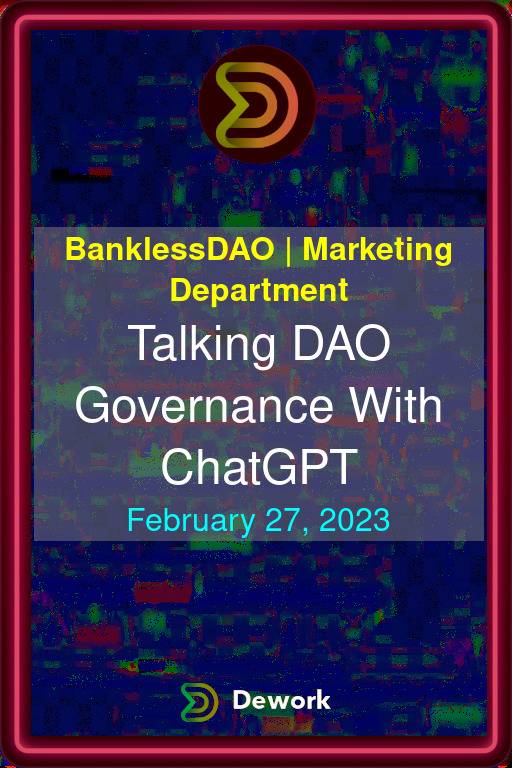 BanklessDAO | Marketing
Department
Talking DAO
Governance With
ChatGPT
February 27, 2023
Dework